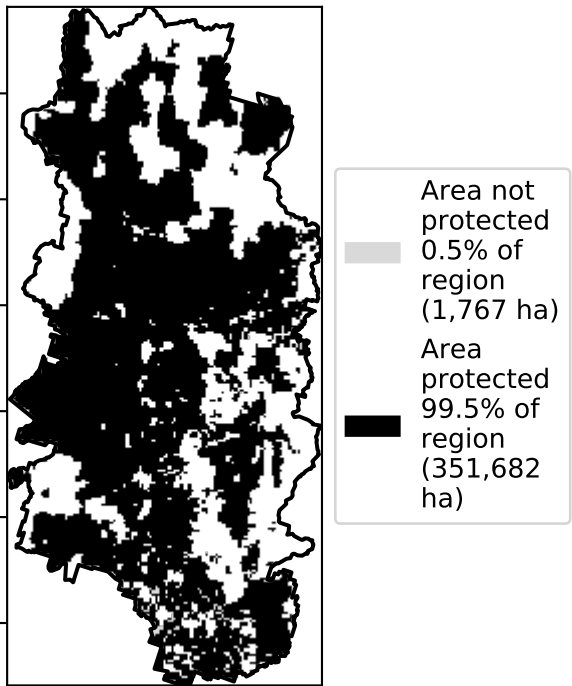 Area not
protected
0.5% of
region
(1,767 ha)
Area
protected
99.5% of
region
(351,682
ha)